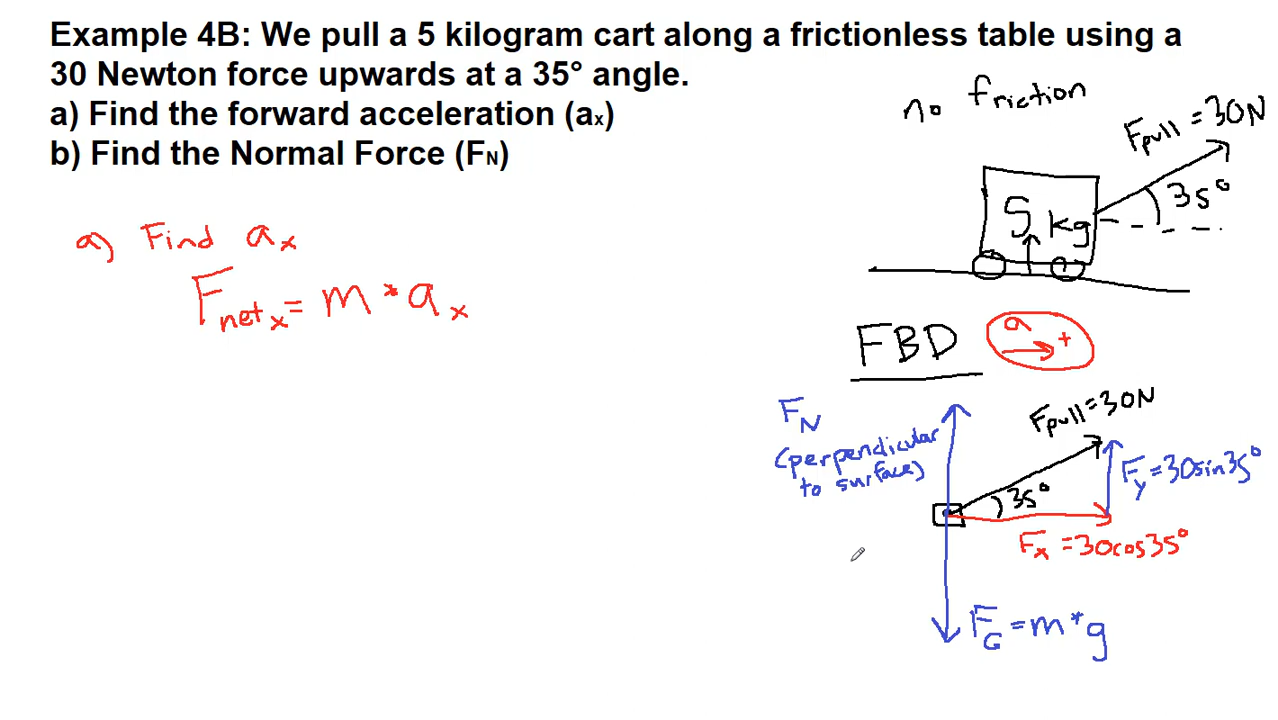 Example 4B: We pull a 5 kilogram cart along a frictionless table using a
30 Newton force upwards at a 35° angle.
a) Find the forward acceleration (ax)
b) Find the Normal Force (FN)
no friction
Fpull = 30N
35°
5 kg
a) Find ax
Fnetx = m * ax
FBD
a
+
FN
(perpendicular
to surface)
Fpull = 30N
35°
Fy = 30sin35°
Fx = 30cos35°
FG = m * g